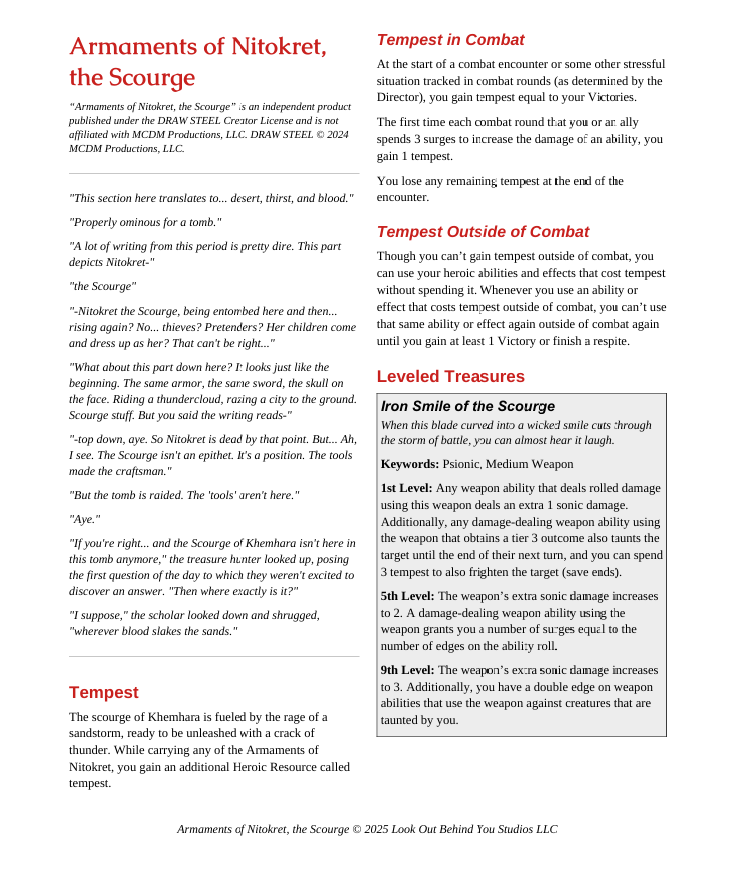 Armaments of Nitokret,
the Scourge
“Armaments of Nitokret, the Scourge” is an independent product
published under the DRAW STEEL Creator License and is not
affiliated with MCDM Productions, LLC. DRAW STEEL © 2024
MCDM Productions, LLC.
"This section here translates to... desert, thirst, and blood."
"Properly ominous for a tomb."
"A lot of writing from this period is pretty dire. This part
depicts Nitokret-"
"the Scourge"
"-Nitokret the Scourge, being entombed here and then...
rising again? No... thieves? Pretenders? Her children come
and dress up as her? That can't be right..."
"What about this part down here? It looks just like the
beginning. The same armor, the same sword, the skull on
the face. Riding a thundercloud, razing a city to the ground.
Scourge stuff. But you said the writing reads-"
"-top down, aye. So Nitokret is dead by that point. But... Ah,
I see. The Scourge isn't an epithet. It's a position. The tools
made the craftsman."
"But the tomb is raided. The 'tools' aren't here."
"Aye."
"If you're right... and the Scourge of Khemhara isn't here in
this tomb anymore," the treasure hunter looked up, posing
the first question of the day to which they weren't excited to
discover an answer. "Then where exactly is it?"
"I suppose," the scholar looked down and shrugged,
"wherever blood slakes the sands."
Tempest
The scourge of Khemhara is fueled by the rage of a
sandstorm, ready to be unleashed with a crack of
thunder. While carrying any of the Armaments of
Nitokret, you gain an additional Heroic Resource called
tempest.
Tempest in Combat
At the start of a combat encounter or some other stressful
situation tracked in combat rounds (as determined by the
Director), you gain tempest equal to your Victories.
The first time each combat round that you or an ally
spends 3 surges to increase the damage of an ability, you
gain 1 tempest.
You lose any remaining tempest at the end of the
encounter.
Tempest Outside of Combat
Though you can’t gain tempest outside of combat, you
can use your heroic abilities and effects that cost tempest
without spending it. Whenever you use an ability or
effect that costs tempest outside of combat, you can’t use
that same ability or effect again outside of combat again
until you gain at least 1 Victory or finish a respite.
Leveled Treasures
Iron Smile of the Scourge
When this blade curved into a wicked smile cuts through
the storm of battle, you can almost hear it laugh.
Keywords: Psionic, Medium Weapon
1st Level: Any weapon ability that deals rolled damage
using this weapon deals an extra 1 sonic damage.
Additionally, any damage-dealing weapon ability using
the weapon that obtains a tier 3 outcome also taunts the
target until the end of their next turn, and you can spend
3 tempest to also frighten the target (save ends).
5th Level: The weapon’s extra sonic damage increases
to 2. A damage-dealing weapon ability using the
weapon grants you a number of surges equal to the
number of edges on the ability roll.
9th Level: The weapon’s extra sonic damage increases
to 3. Additionally, you have a double edge on weapon
abilities that use the weapon against creatures that are
taunted by you.
Armaments of Nitokret, the Scourge © 2025 Look Out Behind You Studios LLC